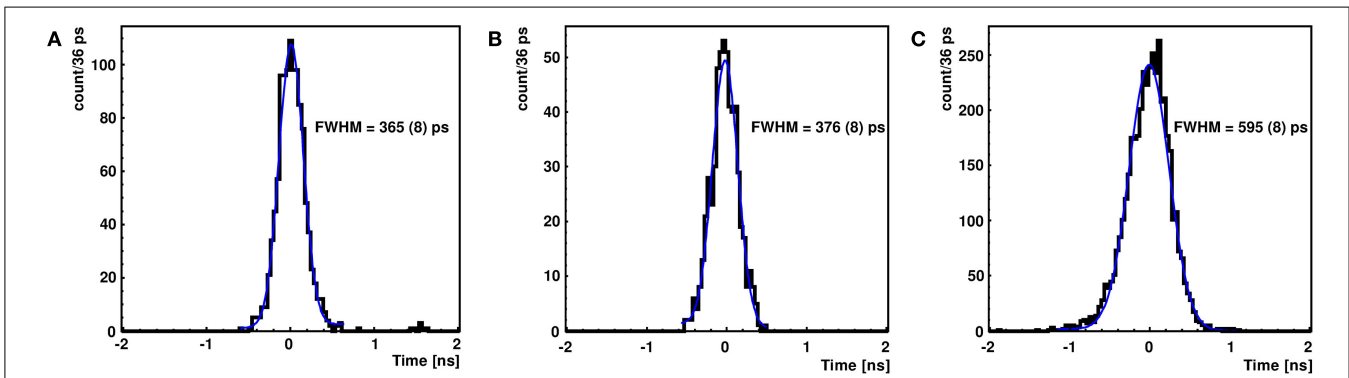 A
count/36 ps
100
80
60
40
20
0
FWHM = 365 (8) ps
-2 -1 0 1 2
Time [ns]
B
count/36 ps
50
40
30
20
10
0
FWHM = 376 (8) ps
-2 -1 0 1 2
Time [ns]
C
count/36 ps
250
200
150
100
50
0
FWHM = 595 (8) ps
-2 -1 0 1 2
Time [ns]